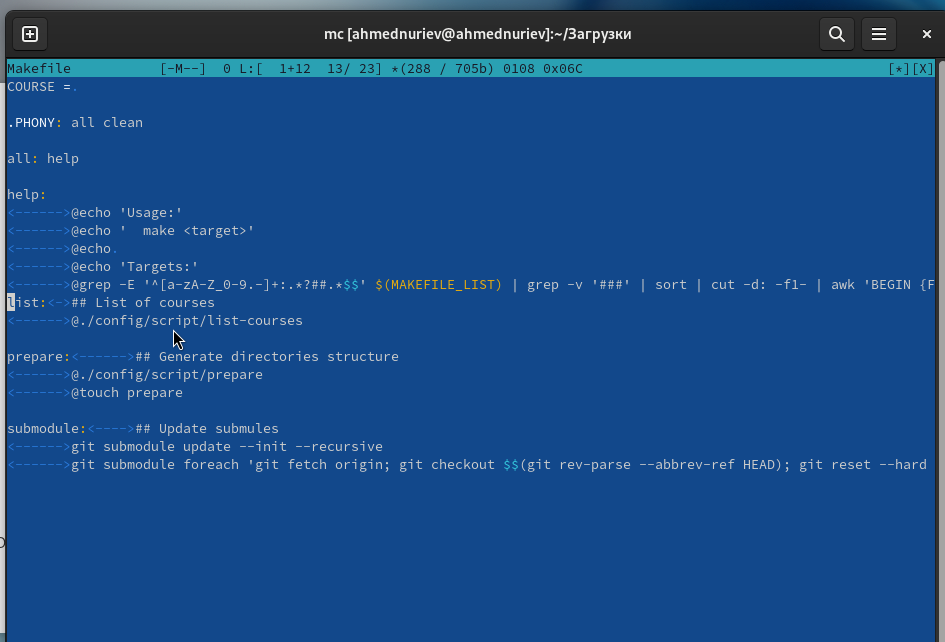 mc [ahmednuriev@ahmednuriev]:~/Загрузки
Makefile [-M--] 0 L:[ 1+12 13/ 23] *(288 / 705b) 0108 0x06C [*][X]
COURSE =.
.PHONY: all clean
all: help
help:
<------>@echo 'Usage:'
<------>@echo '  make <target>'
<------>@echo.
<------>@echo 'Targets:'
<------>@grep -E '^[a-zA-Z_0-9.-]+:.*?##.*$$' $(MAKEFILE_LIST) | grep -v '###' | sort | cut -d: -f1- | awk 'BEGIN {F
list:<->## List of courses
<------>@./config/script/list-courses
prepare:<------>## Generate directories structure
<------>@./config/script/prepare
<------>@touch prepare
submodule:<---->## Update submules
<------>git submodule update --init --recursive
<------>git submodule foreach 'git fetch origin; git checkout $$(git rev-parse --abbrev-ref HEAD); git reset --hard